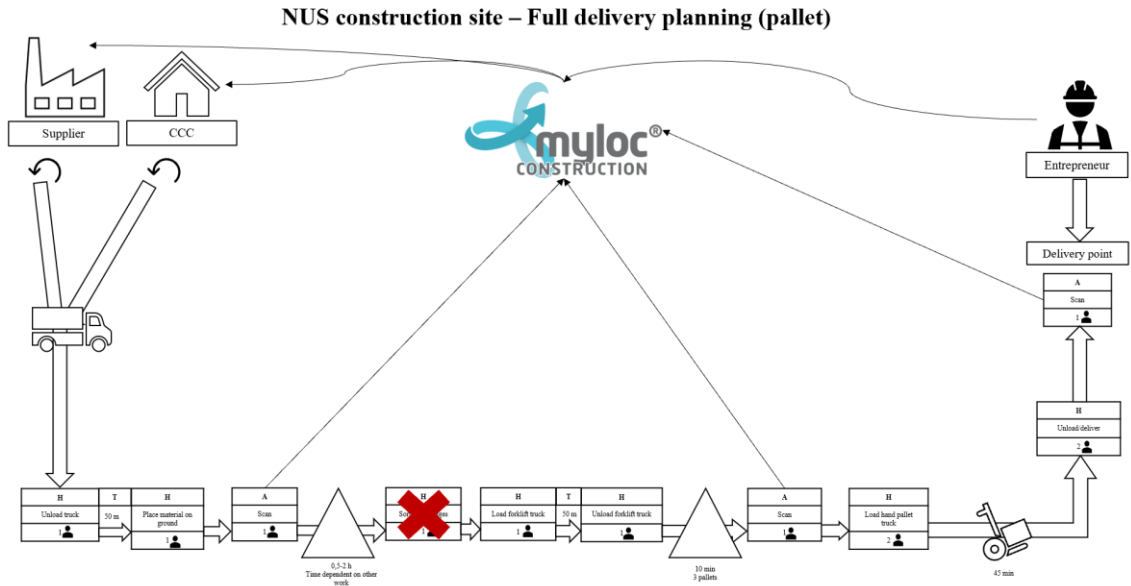 NUS construction site – Full delivery planning (pallet)
Supplier
CCC
myloc®
CONSTRUCTION
Entrepreneur
Delivery point
A
Scan
1
H
Unload/deliver
2
H
Unload truck
1
T
50 m
H
Place material on
ground
1
A
Scan
1
0,5-2 h
Time dependent on other
work
H
1
H
Load forklift truck
1
T
50 m
H
Unload forklift truck
1
10 min
3 pallets
A
Scan
1
H
Load hand pallet
truck
2
45 min